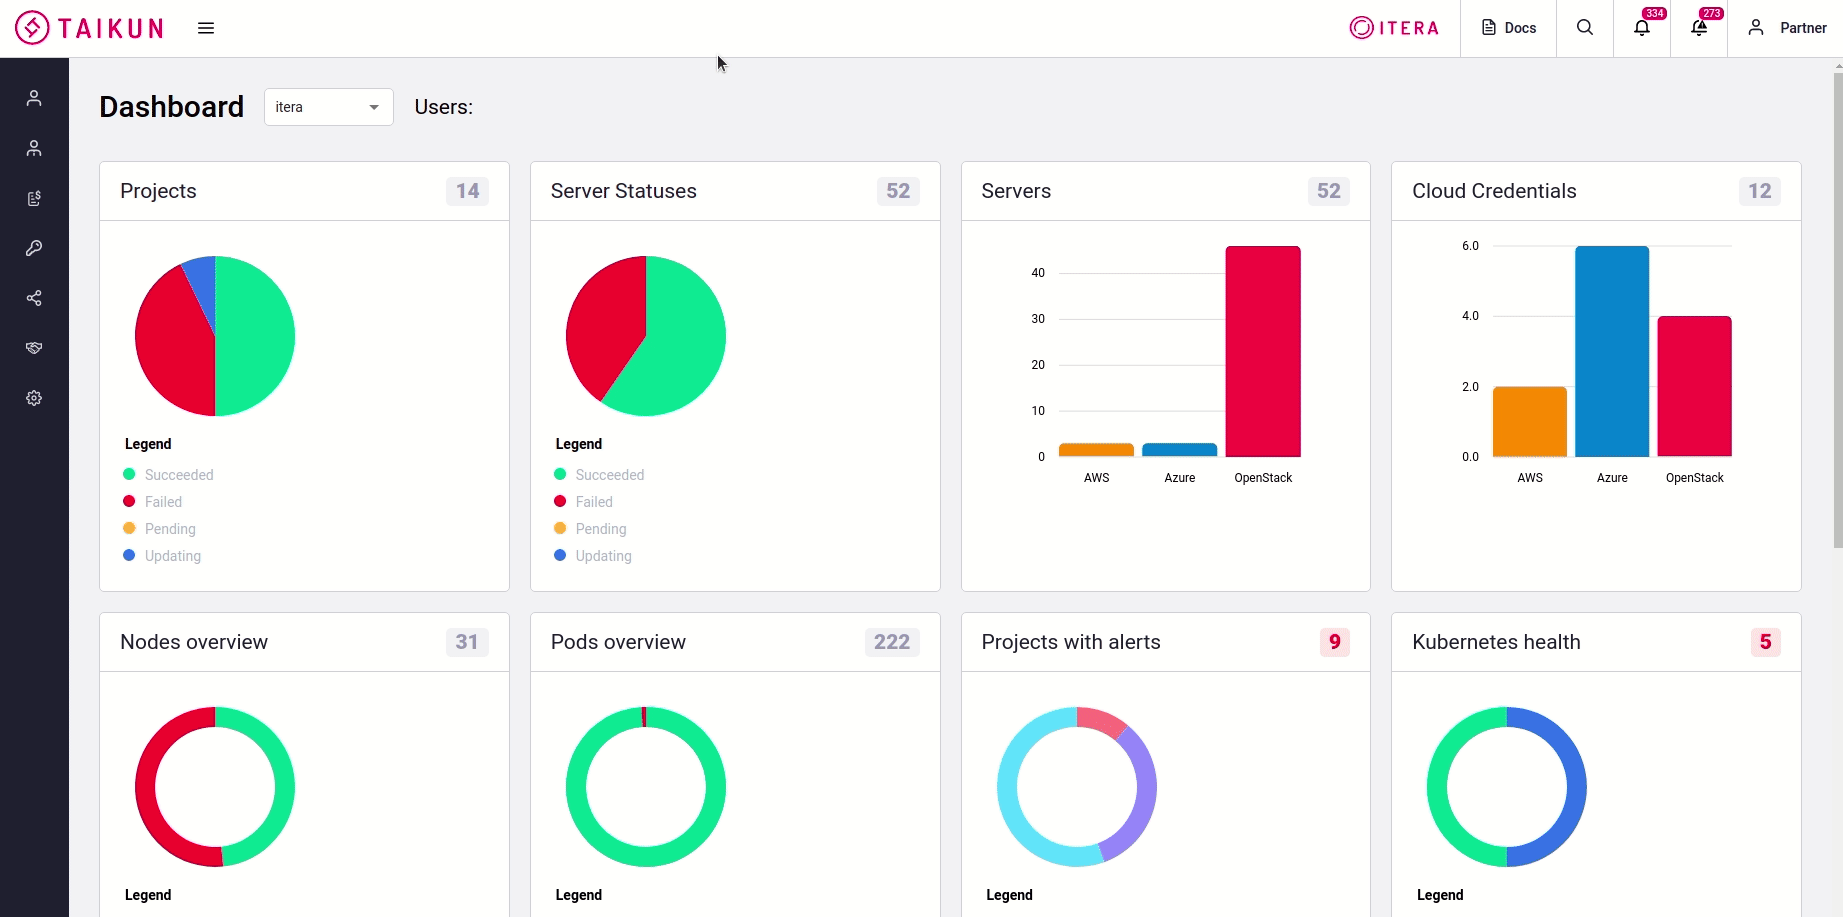 TAIKUN
ITERA
Docs
334
273
Partner
Dashboard
itera
Users:
Projects
14
Legend
Succeeded
Failed
Pending
Updating
Server Statuses
52
Legend
Succeeded
Failed
Pending
Updating
Servers
52
40
30
20
10
0
AWS
Azure
OpenStack
Cloud Credentials
12
6.0
4.0
2.0
0.0
AWS
Azure
OpenStack
Nodes overview
31
Legend
Pods overview
222
Legend
Projects with alerts
9
Legend
Kubernetes health
5
Legend